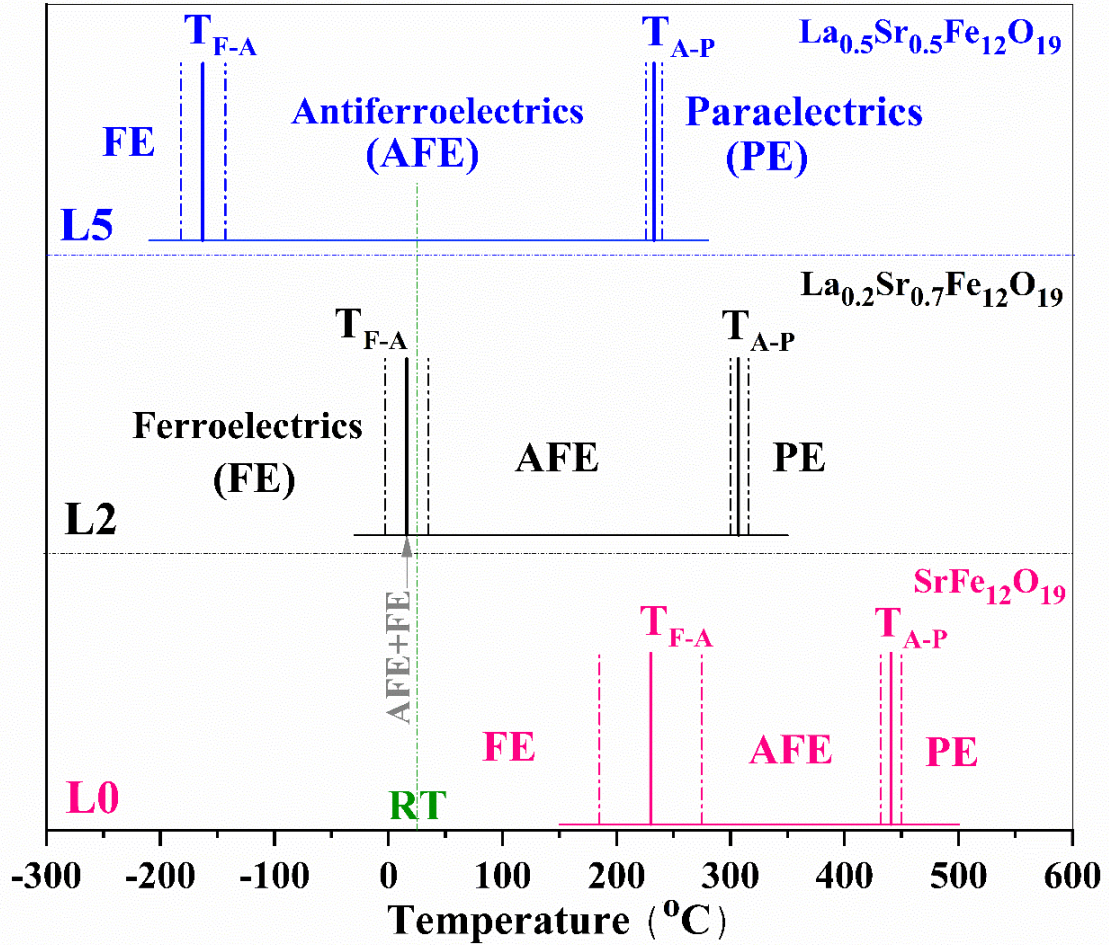 T_F-A
T_A-P
La0.5Sr0.5Fe12O19
FE
Antiferroelectrics
(AFE)
Paraelectrics
(PE)
L5
La0.2Sr0.7Fe12O19
T_F-A
T_A-P
Ferroelectrics
(FE)
AFE
PE
L2
SrFe12O19
AFE+FE
T_F-A
T_A-P
FE
AFE
PE
L0
RT
-300 -200 -100 0 100 200 300 400 500 600
Temperature (°C)